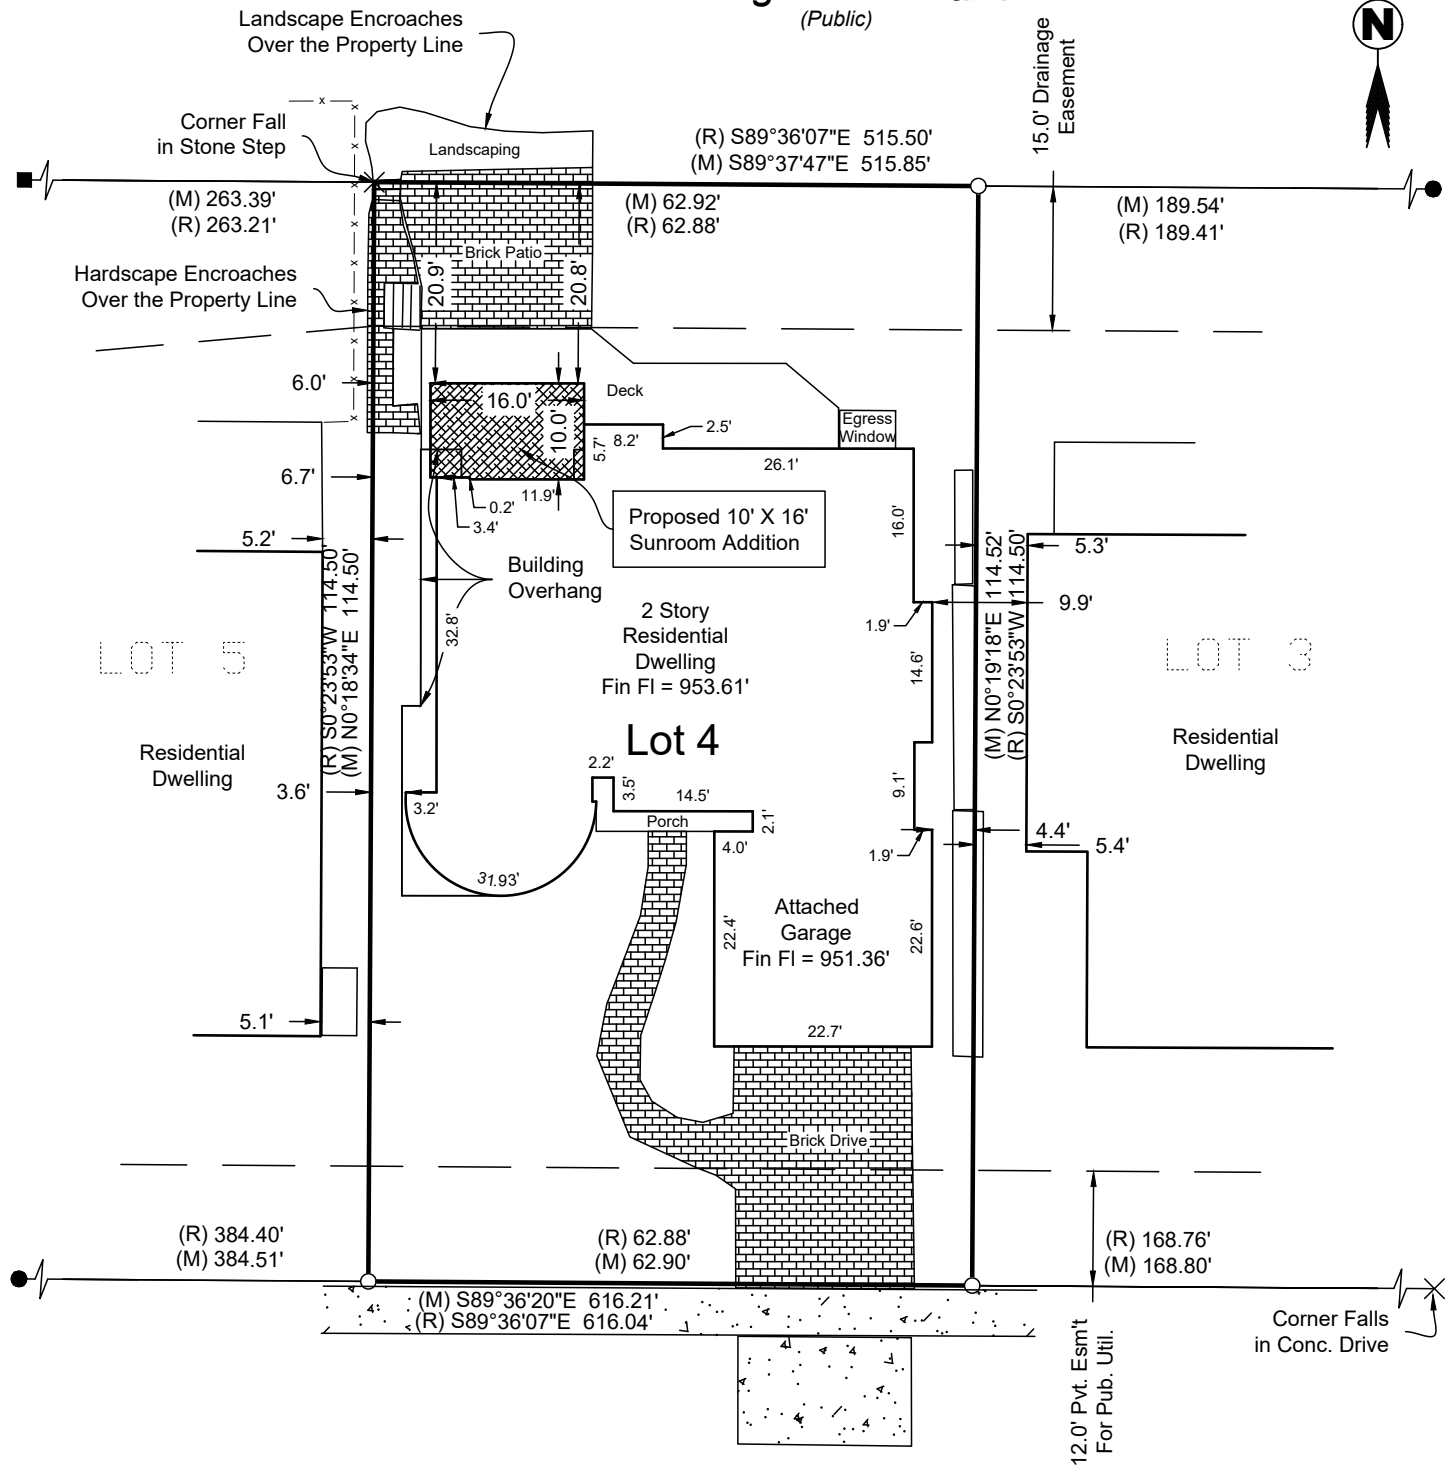 (Public)
N
Landscape Encroaches
Over the Property Line
15.0' Drainage
Easement
Corner Fall
in Stone Step
Landscaping
(R) S89°36'07"E 515.50'
(M) S89°37'47"E 515.85'
(M) 263.39'
(R) 263.21'
(M) 62.92'
(R) 62.88'
(M) 189.54'
(R) 189.41'
Brick Patio
20.9'
20.8'
Hardscape Encroaches
Over the Property Line
6.0'
16.0'
10.0'
Deck
Egress
Window
5.7'
8.2'
2.5'
26.1'
6.7'
11.9'
0.2'
3.4'
Proposed 10' X 16'
Sunroom Addition
16.0'
5.2'
5.3'
Building
Overhang
(R) S0°23'53"W 114.50'
(M) N0°18'34"E 114.50'
(M) N0°19'18"E 114.52'
(R) S0°23'53"W 114.50'
32.8'
2 Story
Residential
Dwelling
Fin Fl = 953.61'
1.9'
9.9'
14.6'
LOT 5
LOT 3
Lot 4
Residential
Dwelling
Residential
Dwelling
2.2'
3.5'
14.5'
9.1'
3.6'
3.2'
Porch
2.1'
4.0'
1.9'
4.4'
5.4'
31.93'
Attached
Garage
Fin Fl = 951.36'
22.4'
22.6'
5.1'
22.7'
Brick Drive
(R) 384.40'
(M) 384.51'
(R) 62.88'
(M) 62.90'
(R) 168.76'
(M) 168.80'
(M) S89°36'20"E 616.21'
(R) S89°36'07"E 616.04'
12.0' Pvt. Esm't
For Pub. Util.
Corner Falls
in Conc. Drive